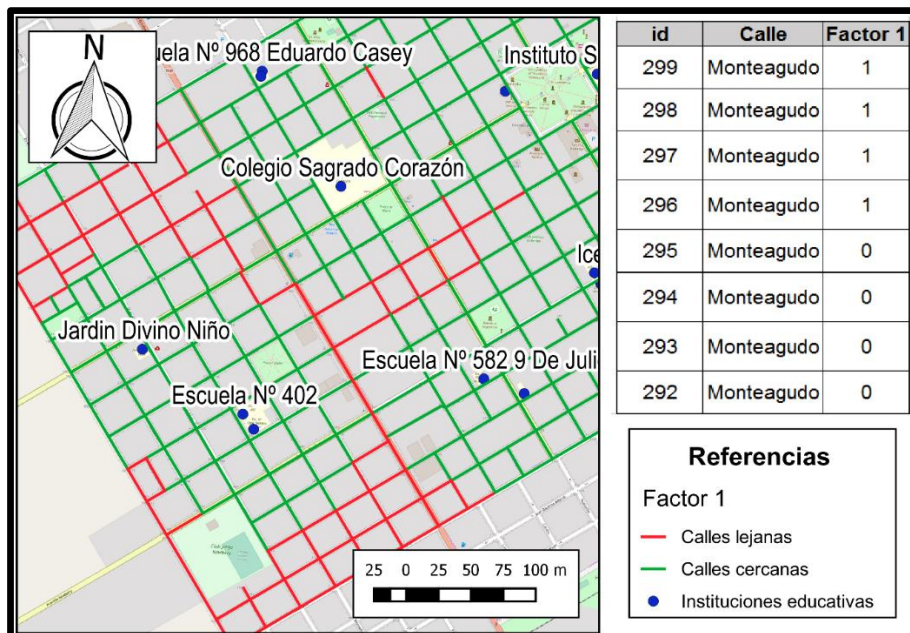 N
uela Nº 968 Eduardo Casey
Instituto S
Colegio Sagrado Corazón
Ice
Jardin Divino Niño
Escuela Nº 582 9 De Juli
Escuela Nº 402
25 0 25 50 75 100 m
id Calle Factor 1
299 Monteagudo 1
298 Monteagudo 1
297 Monteagudo 1
296 Monteagudo 1
295 Monteagudo 0
294 Monteagudo 0
293 Monteagudo 0
292 Monteagudo 0
Referencias
Factor 1
Calles lejanas
Calles cercanas
Instituciones educativas